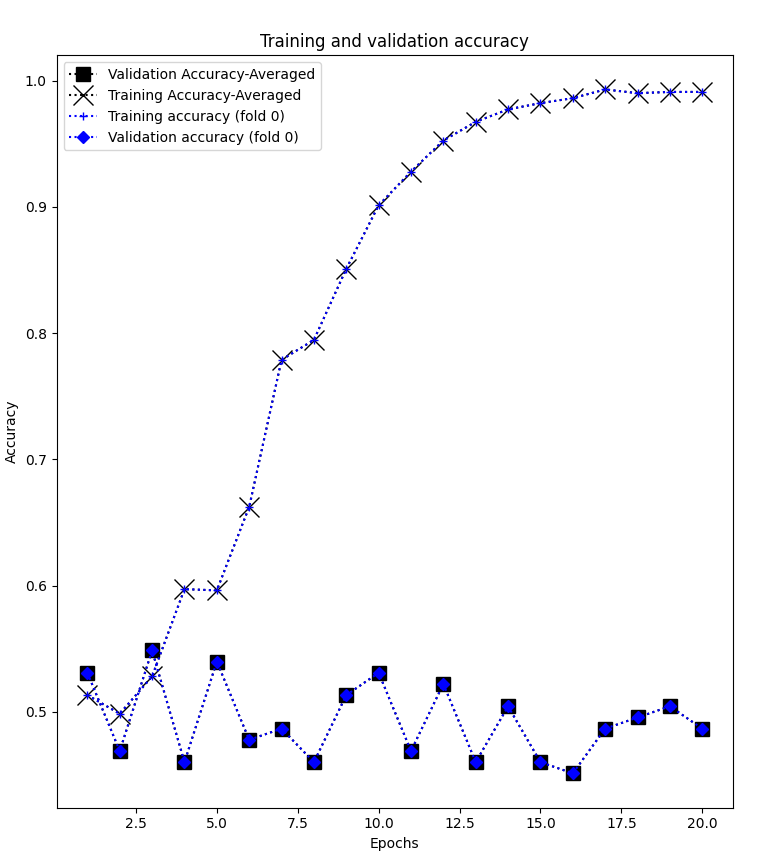 Training and validation accuracy
Validation Accuracy-Averaged
Training Accuracy-Averaged
Training accuracy (fold 0)
Validation accuracy (fold 0)
1.0
0.9
0.8
0.7
0.6
0.5
Accuracy
2.5 5.0 7.5 10.0 12.5 15.0 17.5 20.0
Epochs